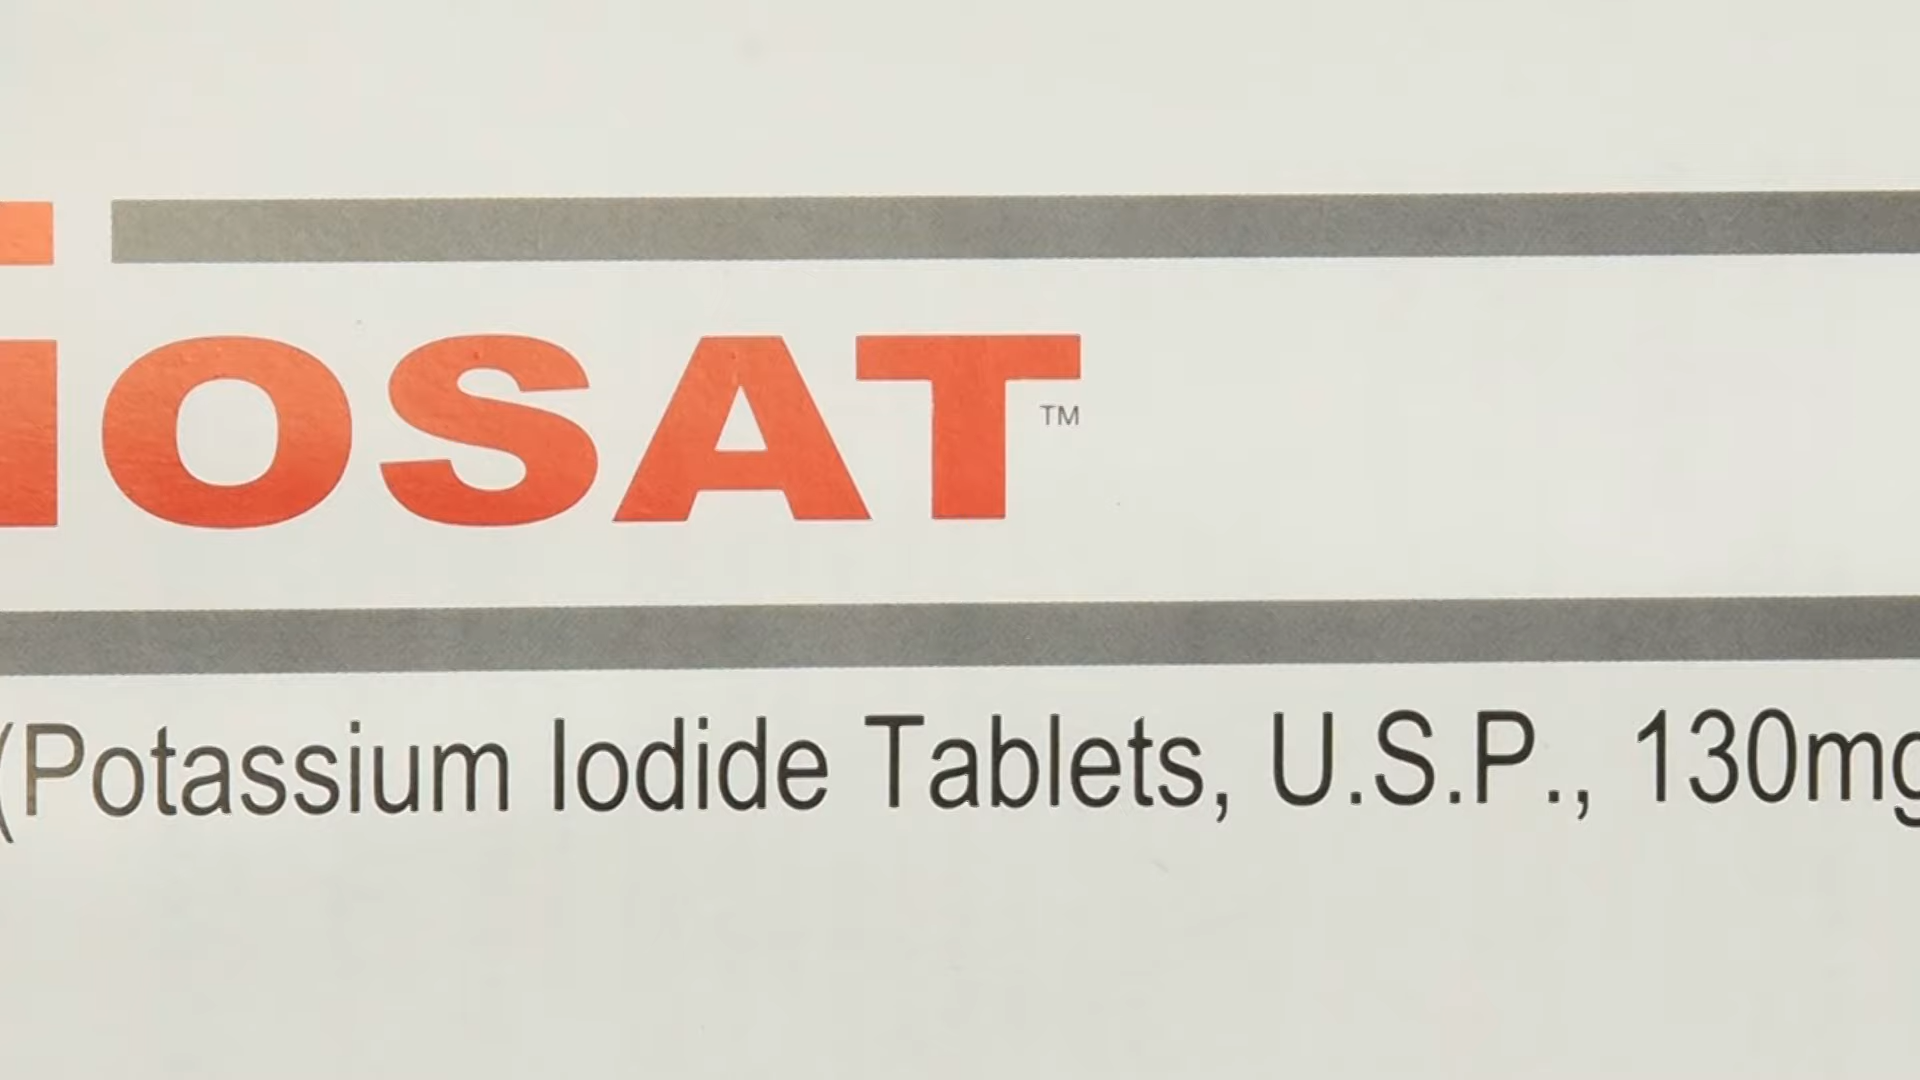 iOSAT™
(Potassium Iodide Tablets, U.S.P., 130mg